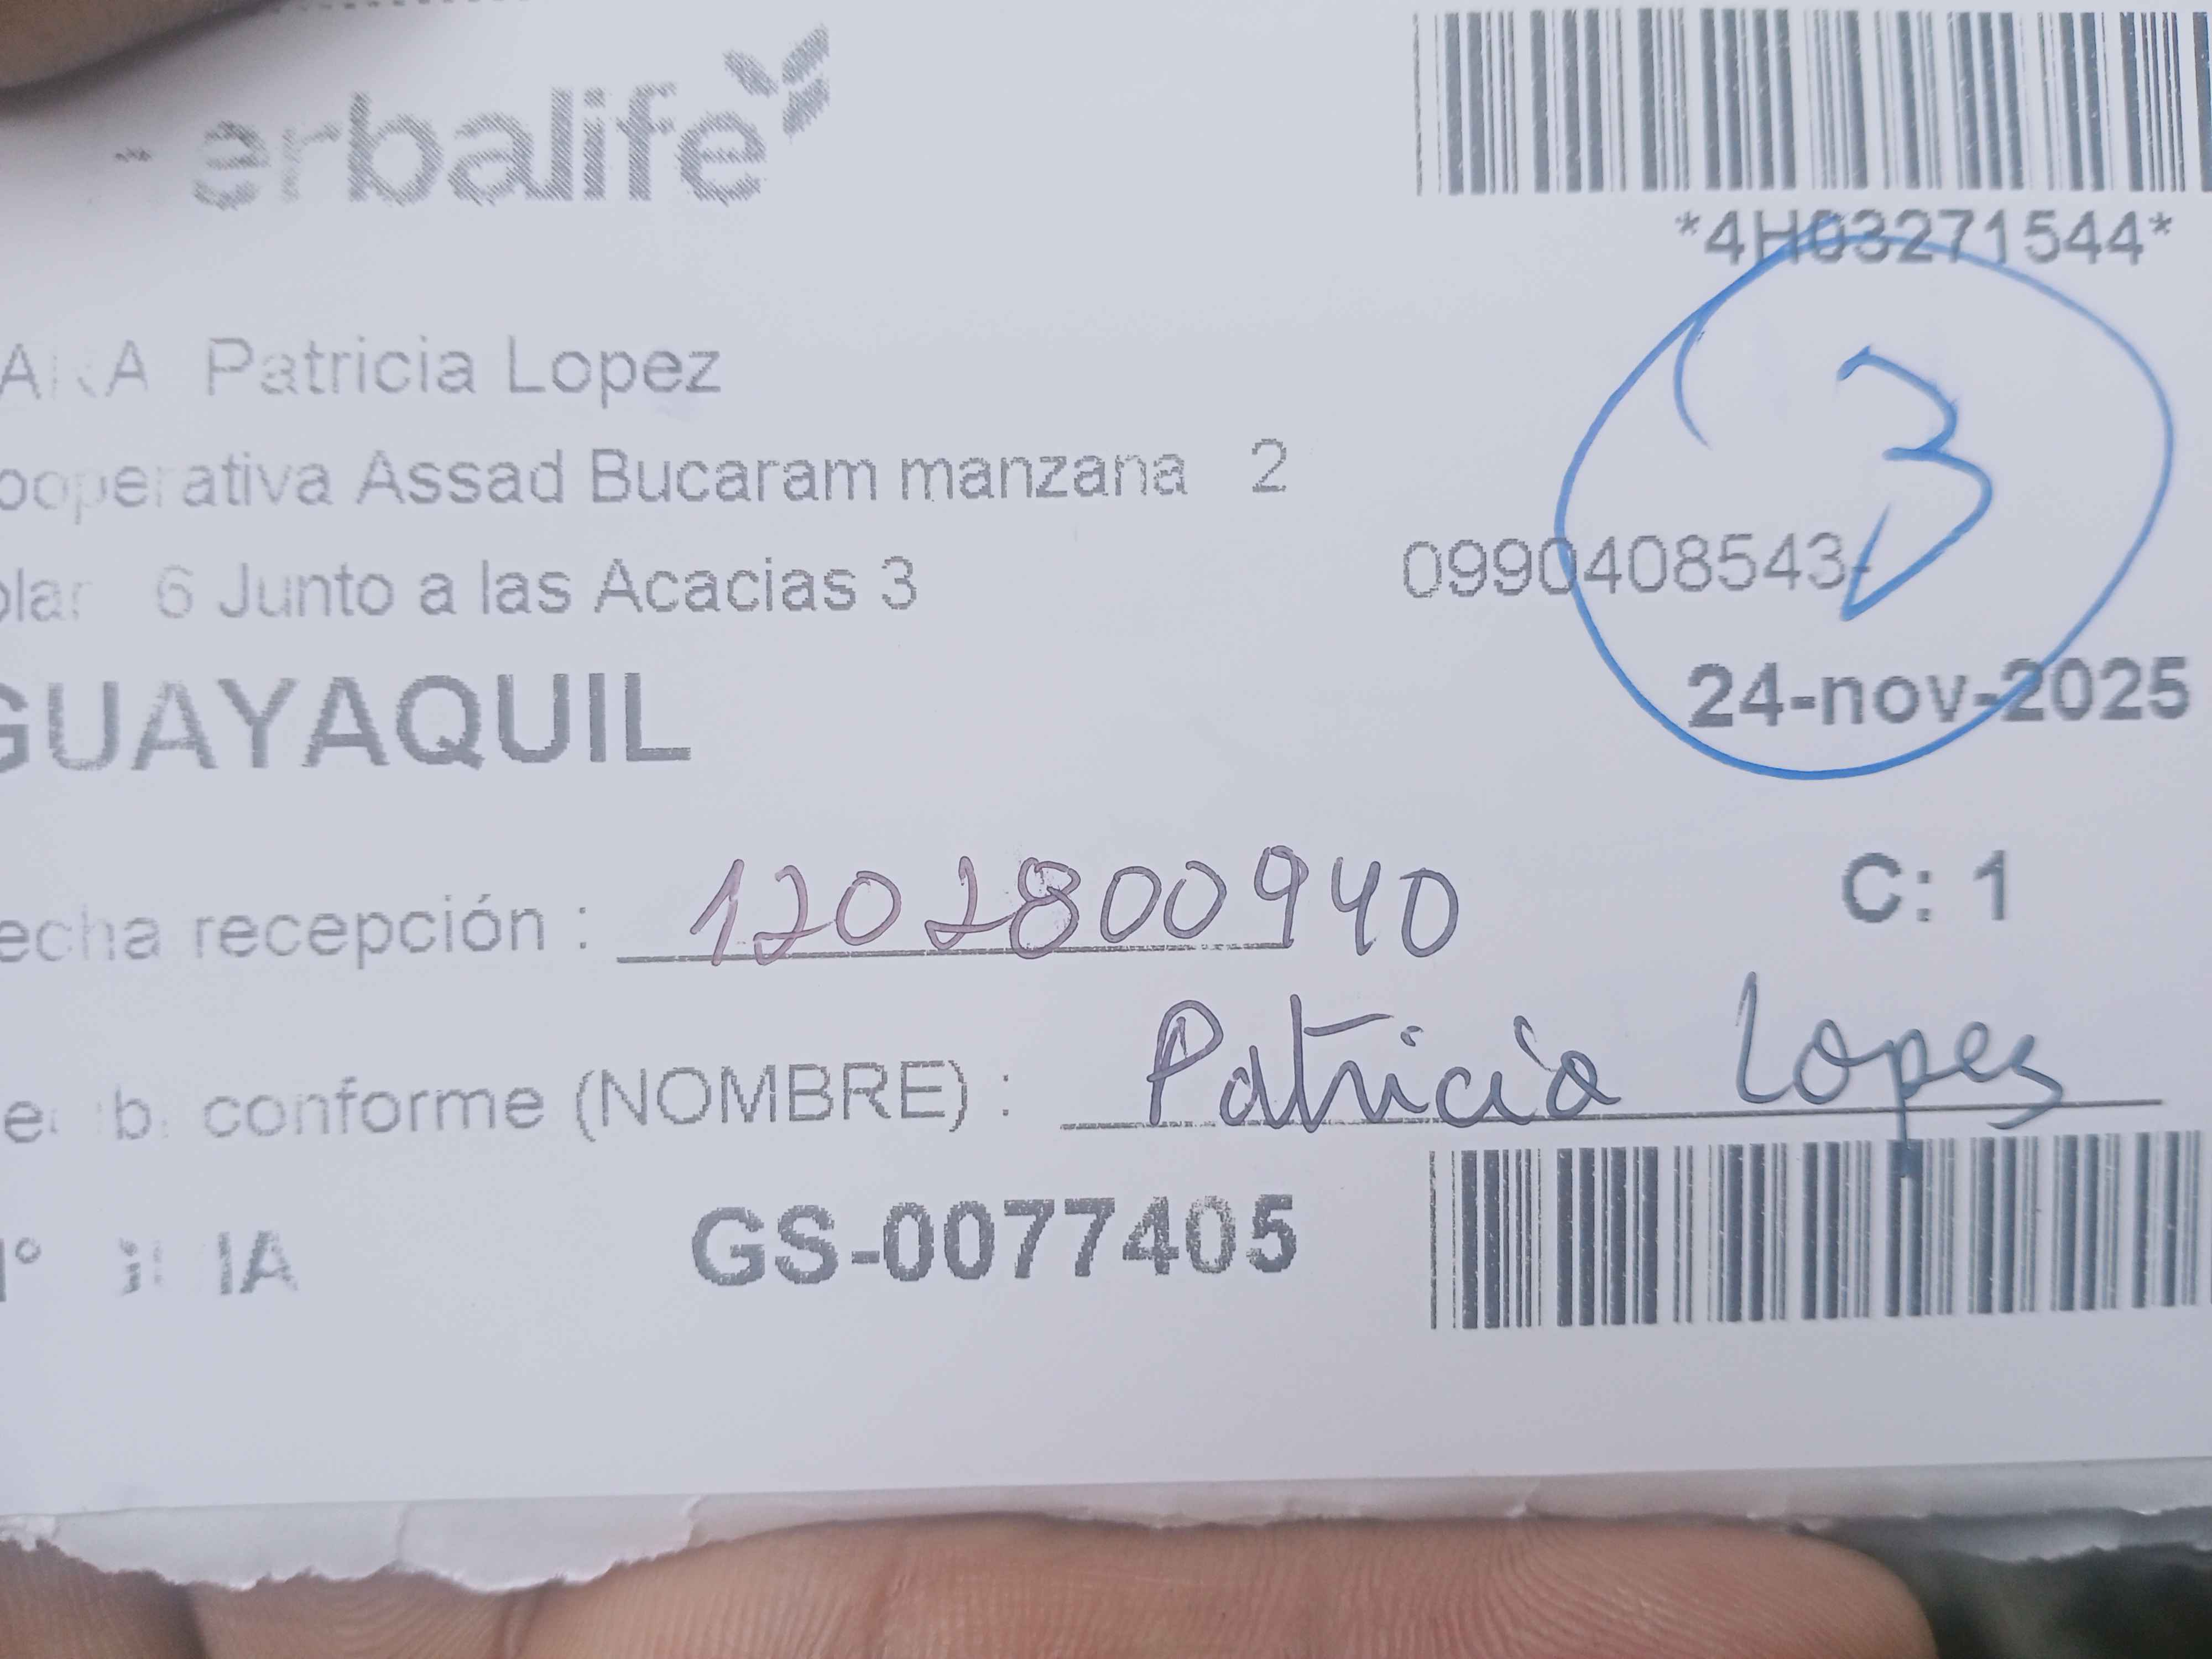 erbalife
*4H03271544*
3
ARA Patricia Lopez
ooperativa Assad Bucaram manzana 2
olar 6 Junto a las Acacias 3
0990408543-
GUAYAQUIL
24-nov-2025
echa recepción : 1202800940
C: 1
conforme (NOMBRE) : Patricia Lopez
GS-0077405